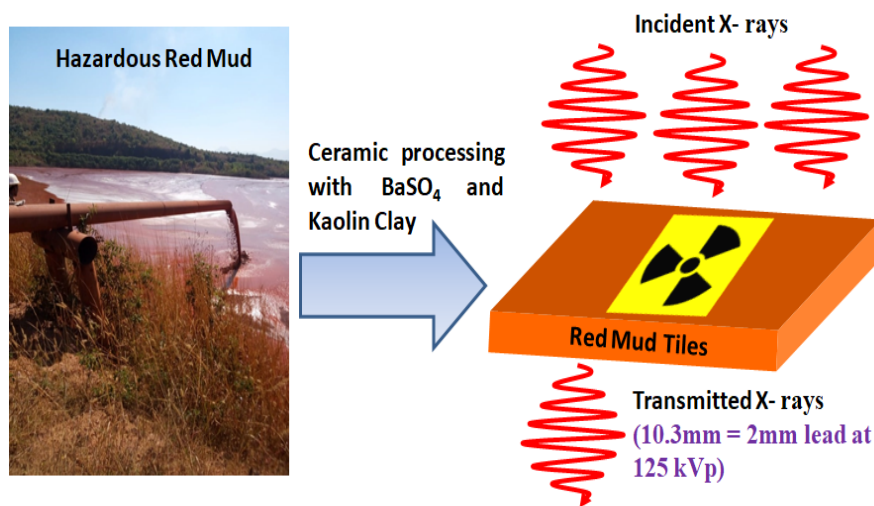 Hazardous Red Mud
Ceramic processing
with BaSO₄ and
Kaolin Clay
Incident X- rays
Red Mud Tiles
Transmitted X- rays
(10.3mm = 2mm lead at
125 kVp)